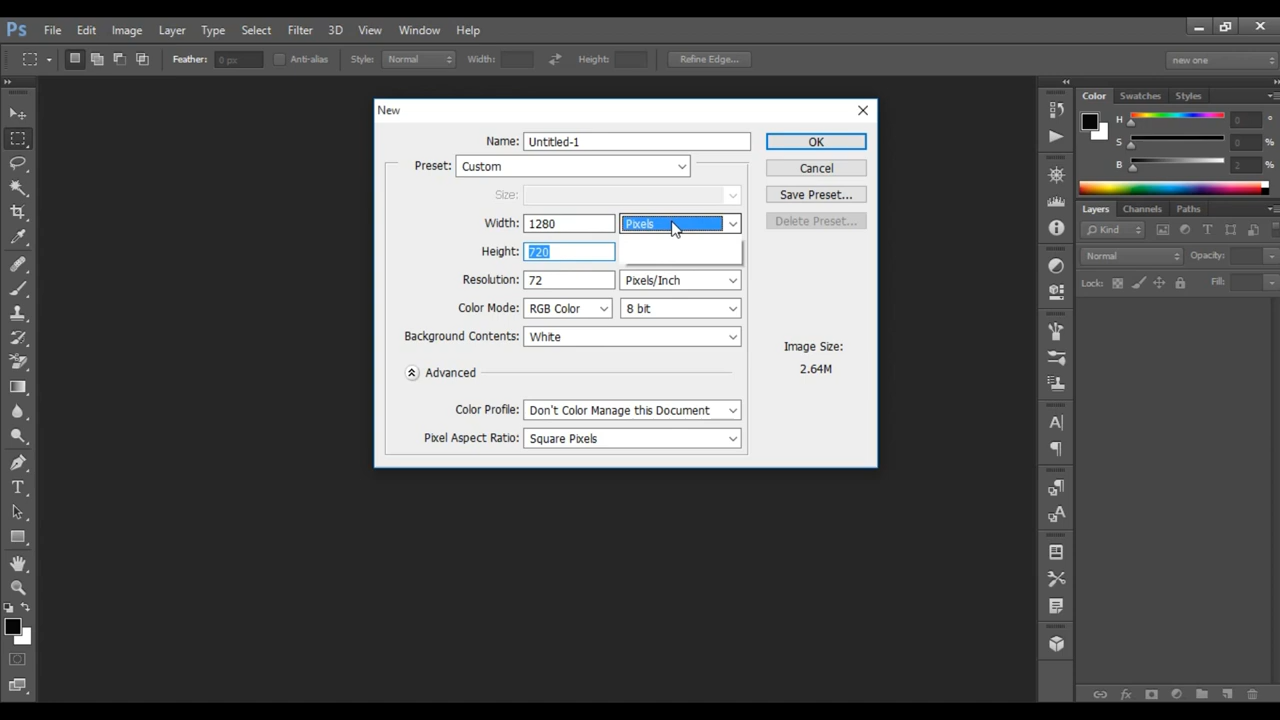 Ps File Edit Image Layer Type Select Filter 3D View Window Help
Feather: 0 px Anti-alias Style: Normal Width: Height: Refine Edge... new one
New
Name: Untitled-1 OK
Preset: Custom Cancel
Size: Save Preset...
Width: 1280 Pixels Delete Preset...
Height: 720
Resolution: 72 Pixels/Inch
Color Mode: RGB Color 8 bit
Background Contents: White
Image Size:
2.64M
Advanced
Color Profile: Don't Color Manage this Document
Pixel Aspect Ratio: Square Pixels
Color Swatches Styles
H 0 °
S 0 %
B 2 %
Layers Channels Paths
Kind
Normal Opacity:
Lock: Fill: